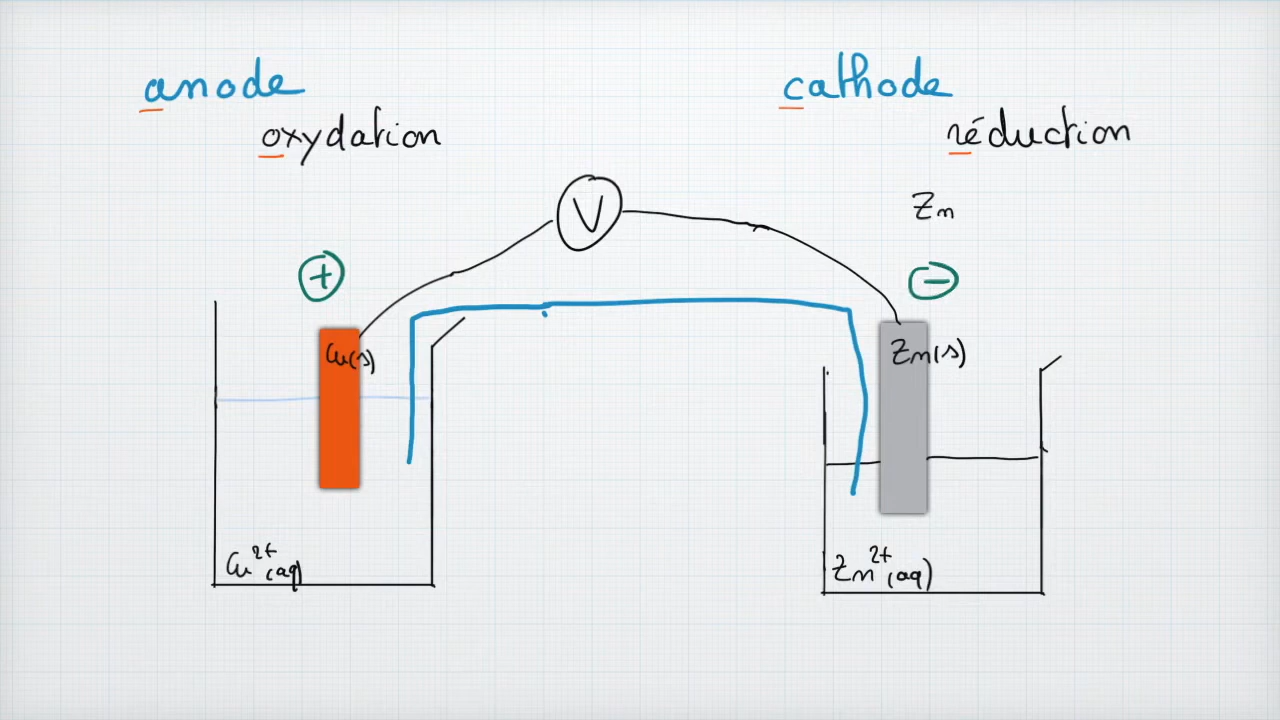 anode
cathode
oxydation
réduction
Zn
V
+
−
Cu(s)
Zn(s)
Cu²⁺(aq)
Zn²⁺(aq)